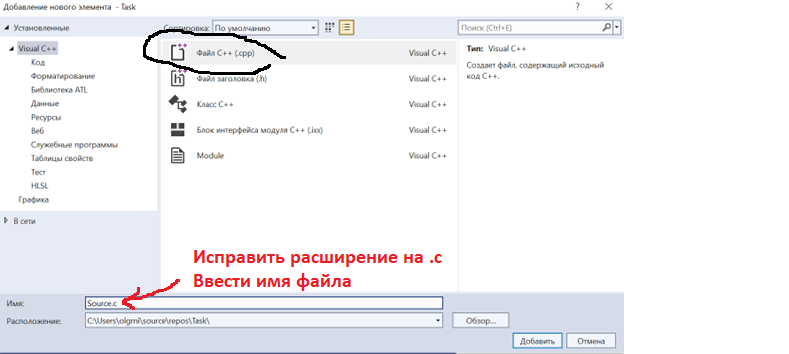 Добавление нового элемента - Task
? ×
Установленные
Сортировка: По умолчанию
Поиск (Ctrl+E)
Visual C++
Код
Форматирование
Библиотека ATL
Данные
Ресурсы
Веб
Служебные программы
Таблицы свойств
Тест
HLSL
Графика
В сети
Файл C++ (.cpp) Visual C++
Файл заголовка (.h) Visual C++
Класс C++ Visual C++
Блок интерфейса модуля C++ (.ixx) Visual C++
Module Visual C++
Тип: Visual C++
Создает файл, содержащий исходный
код C++.
Исправить расширение на .c
Ввести имя файла
Имя: Source.c
Расположение: C:\Users\olgmi\source\repos\Task\ Обзор...
Добавить Отмена